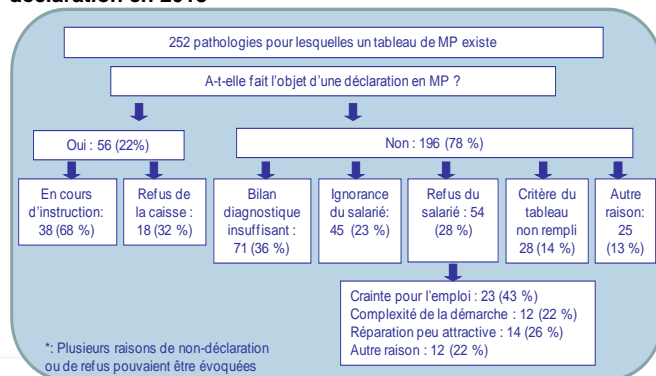 déclaration en 2013
252 pathologies pour lesquelles un tableau de MP existe
A-t-elle fait l'objet d'une déclaration en MP ?
Oui : 56 (22%)
Non : 196 (78 %)
En cours
d'instruction:
38 (68 %)
Refus de
la caisse :
18 (32 %)
Bilan
diagnostique
insuffisant :
71 (36 %)
Ignorance
du salarié :
45 (23 %)
Refus du
salarié : 54
(28 %)
Critère du
tableau
non rempli
28 (14 %)
Autre
raison:
25
(13 %)
Crainte pour l'emploi : 23 (43 %)
Complexité de la démarche : 12 (22 %)
Réparation peu attractive : 14 (26 %)
Autre raison : 12 (22 %)
*: Plusieurs raisons de non-déclaration
ou de refus pouvaient être évoquées